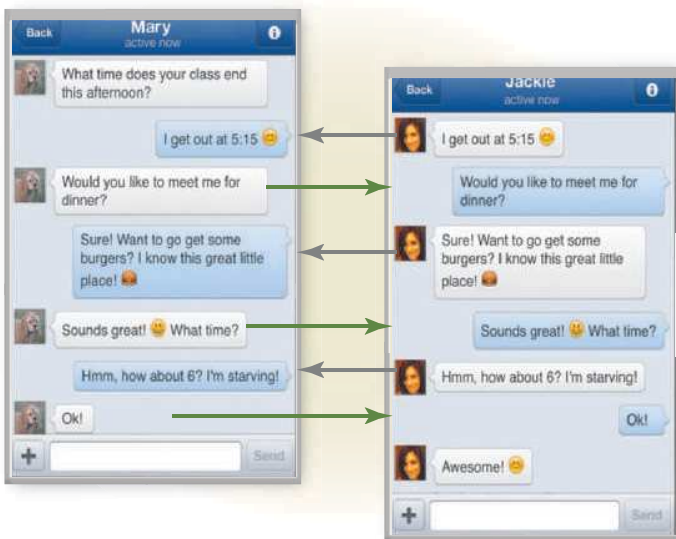 Back
Mary
active now
What time does your class end
this afternoon?
I get out at 5:15
Would you like to meet me for
dinner?
Sure! Want to go get some
burgers? I know this great little
place!
Sounds great! What time?
Hmm, how about 6? I'm starving!
Ok!
Send
Back
Jackie
active now
I get out at 5:15
Would you like to meet me for
dinner?
Sure! Want to go get some
burgers? I know this great little
place!
Sounds great! What time?
Hmm, how about 6? I'm starving!
Ok!
Awesome!
Send